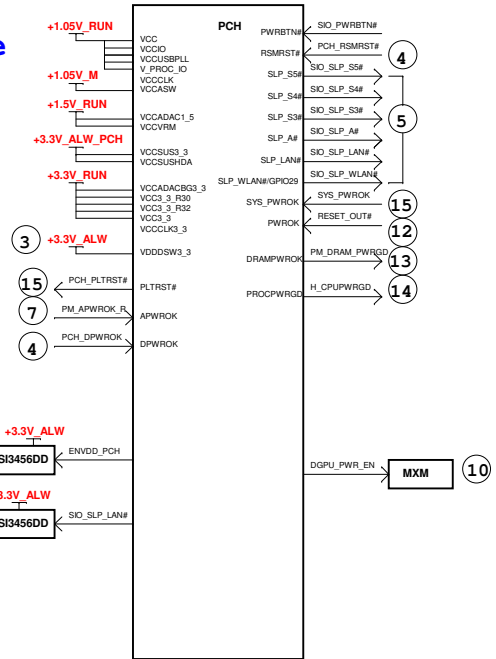 e
PCH
+1.05V_RUN
VCC
VCCIO
VCCUSBPLL
V_PROC_IO
VCCCLK
+1.05V_M
VCCASW
+1.5V_RUN
VCCADAC1_5
VCCVRM
+3.3V_ALW_PCH
VCCSUS3_3
VCCSUSHDA
+3.3V_RUN
VCCADACBG3_3
VCC3_3_R30
VCC3_3_R32
VCC3_3
VCCCLK3_3
3
+3.3V_ALW
VDDDSW3_3
15
PCH_PLTRST#
PLTRST#
7
PM_APWROK_R
APWROK
4
PCH_DPWROK
DPWROK
+3.3V_ALW
SI3456DD
ENVDD_PCH
3.3V_ALW
SI3456DD
SIO_SLP_LAN#
PWRBTN#
SIO_PWRBTN#
RSMRST#
PCH_RSMRST#
4
SLP_S5#
SIO_SLP_S5#
SLP_S4#
SIO_SLP_S4#
SLP_S3#
SIO_SLP_S3#
5
SLP_A#
SIO_SLP_A#
SLP_LAN#
SIO_SLP_LAN#
SLP_WLAN#/GPIO29
SIO_SLP_WLAN#
SYS_PWROK
SYS_PWROK
15
PWROK
RESET_OUT#
12
DRAMPWROK
PM_DRAM_PWRGD
13
PROCPWRGD
H_CPUPWRGD
14
DGPU_PWR_EN
MXM
10